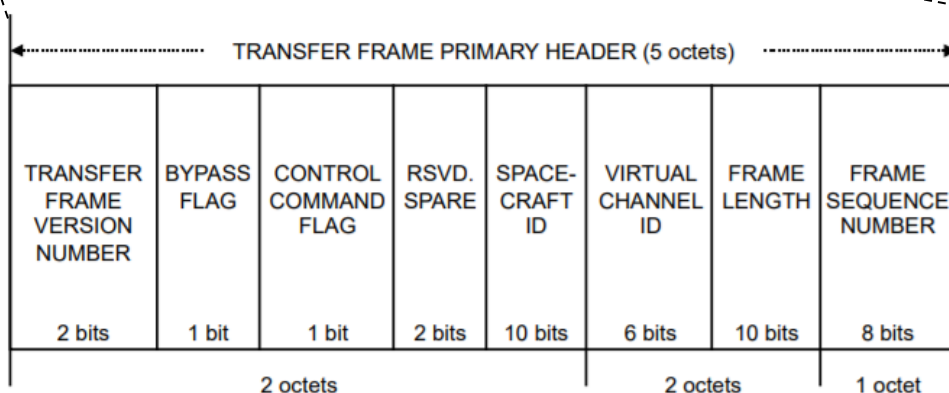 TRANSFER FRAME PRIMARY HEADER (5 octets)
TRANSFER
FRAME
VERSION
NUMBER
2 bits
BYPASS
FLAG
1 bit
CONTROL
COMMAND
FLAG
1 bit
RSVD.
SPARE
2 bits
SPACE-
CRAFT
ID
10 bits
VIRTUAL
CHANNEL
ID
6 bits
FRAME
LENGTH
10 bits
FRAME
SEQUENCE
NUMBER
8 bits
2 octets
2 octets
1 octet